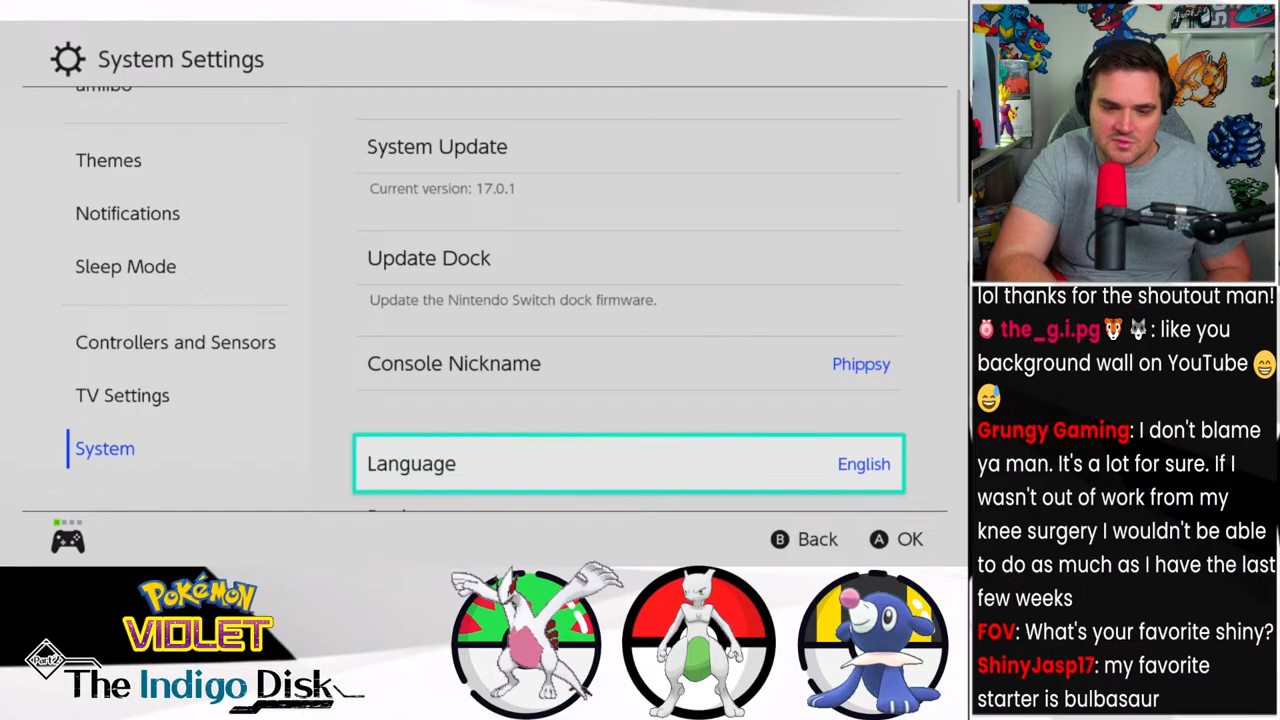 System Settings
amiibo
Themes
Notifications
Sleep Mode
Controllers and Sensors
TV Settings
System
System Update
Current version: 17.0.1
Update Dock
Update the Nintendo Switch dock firmware.
Console Nickname Phippsy
Language English
B Back A OK
POKÉMON
VIOLET
Part 2
The Indigo Disk
lol thanks for the shoutout man!
the_g.i.pg🐯🐺: like you
background wall on YouTube 😁
😅
Grungy Gaming: I don't blame
ya man. It's a lot for sure. If I
wasn't out of work from my
knee surgery I wouldn't be able
to do as much as I have the last
few weeks
FOV: What's your favorite shiny?
ShinyJasp17: my favorite
starter is bulbasaur